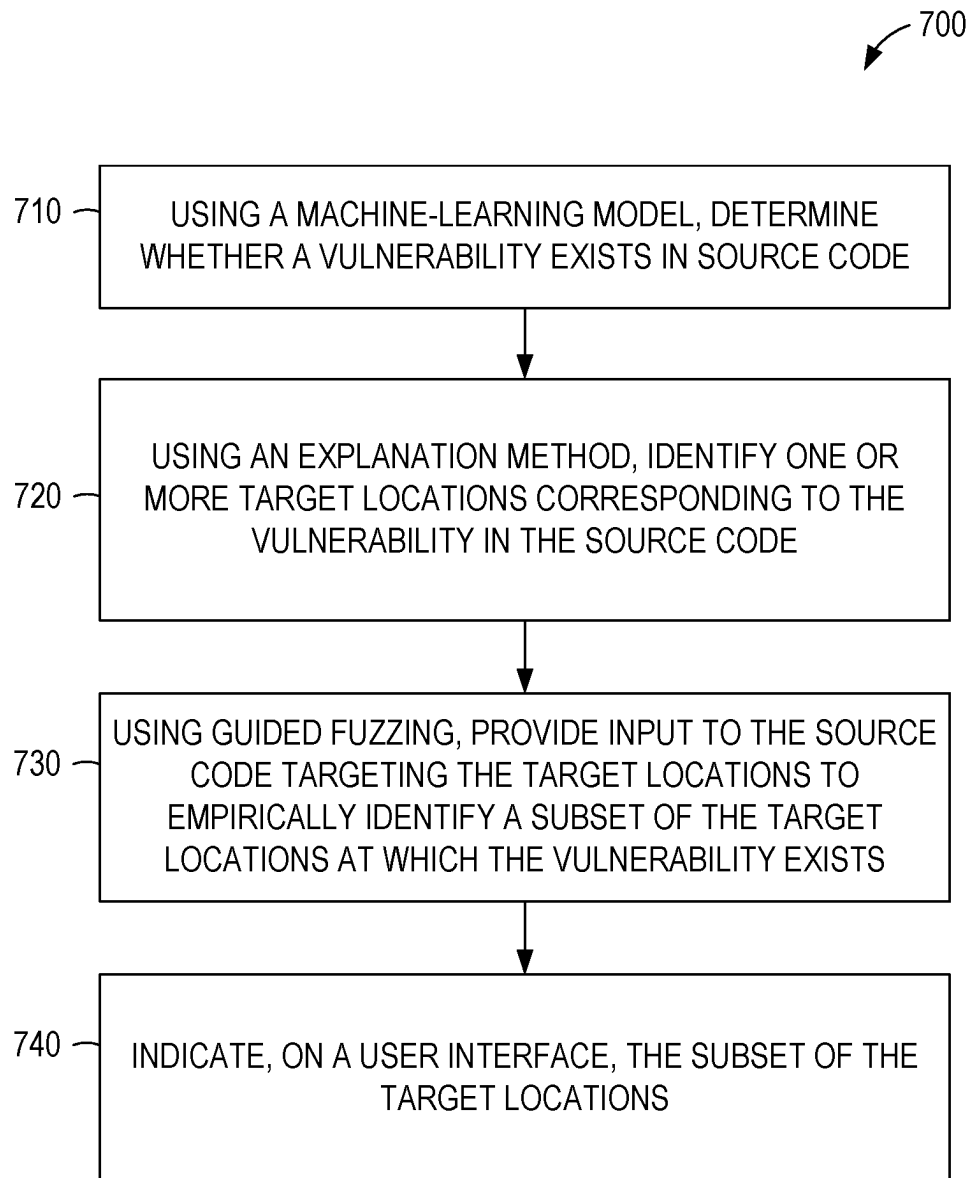 700
710
USING A MACHINE-LEARNING MODEL, DETERMINE
WHETHER A VULNERABILITY EXISTS IN SOURCE CODE
720
USING AN EXPLANATION METHOD, IDENTIFY ONE OR
MORE TARGET LOCATIONS CORRESPONDING TO THE
VULNERABILITY IN THE SOURCE CODE
730
USING GUIDED FUZZING, PROVIDE INPUT TO THE SOURCE
CODE TARGETING THE TARGET LOCATIONS TO
EMPIRICALLY IDENTIFY A SUBSET OF THE TARGET
LOCATIONS AT WHICH THE VULNERABILITY EXISTS
740
INDICATE, ON A USER INTERFACE, THE SUBSET OF THE
TARGET LOCATIONS